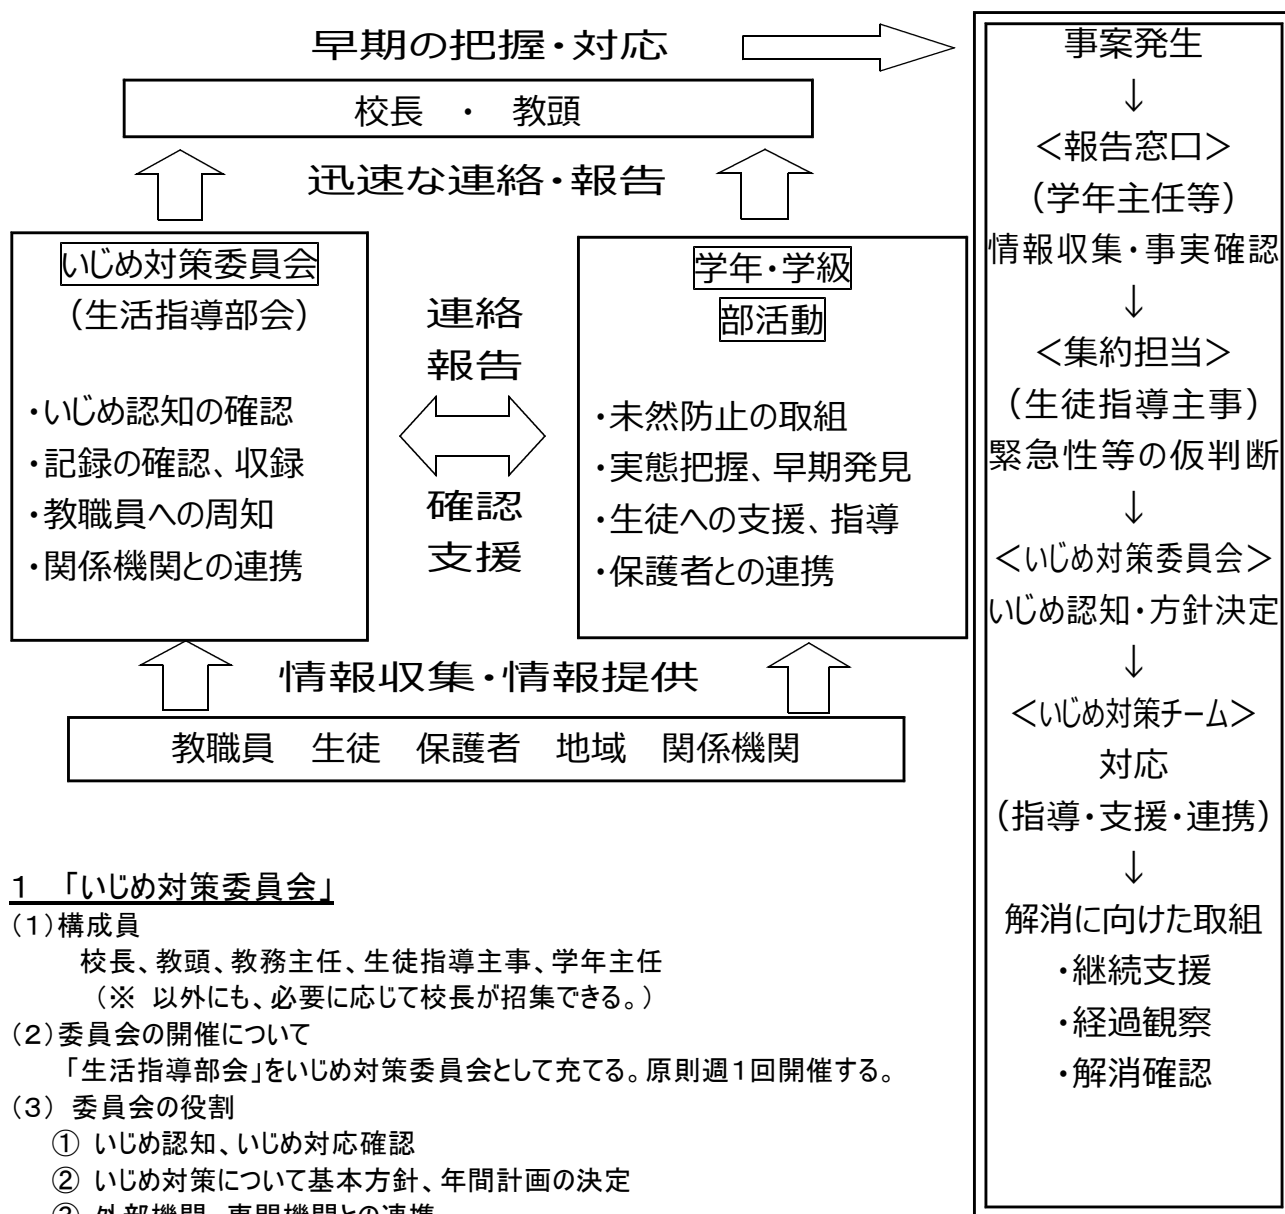 早期の把握・対応
校長 ・ 教頭
迅速な連絡・報告
いじめ対策委員会
(生活指導部会)
・いじめ認知の確認
・記録の確認、収録
・教職員への周知
・関係機関との連携
連絡
報告
確認
支援
学年・学級
部活動
・未然防止の取組
・実態把握、早期発見
・生徒への支援、指導
・保護者との連携
情報収集・情報提供
教職員 生徒 保護者 地域 関係機関
事案発生
↓
<報告窓口>
(学年主任等)
情報収集・事実確認
↓
<集約担当>
(生徒指導主事)
緊急性等の仮判断
↓
<いじめ対策委員会>
いじめ認知・方針決定
↓
<いじめ対策チーム>
対応
(指導・支援・連携)
↓
解消に向けた取組
・継続支援
・経過観察
・解消確認
1 「いじめ対策委員会」
(1)構成員
校長、教頭、教務主任、生徒指導主事、学年主任
(※ 以外にも、必要に応じて校長が招集できる。)
(2)委員会の開催について
「生活指導部会」をいじめ対策委員会として充てる。原則週1回開催する。
(3) 委員会の役割
① いじめ認知、いじめ対応確認
② いじめ対策について基本方針、年間計画の決定
③ 外部機関、専門機関との連携